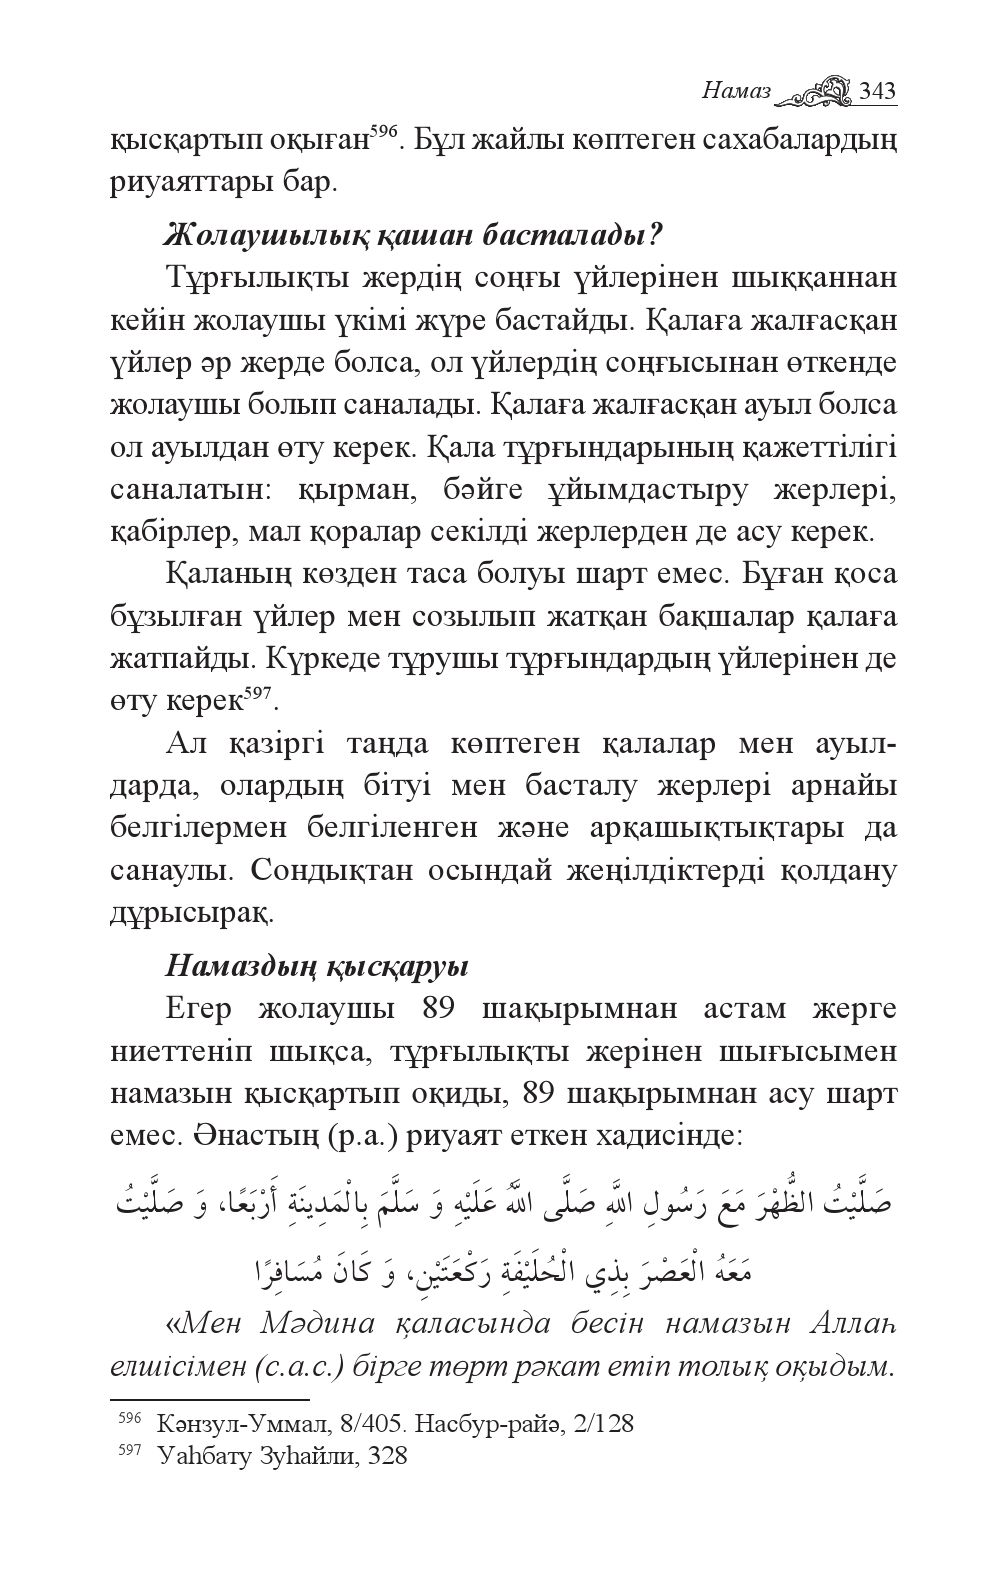 Намаз 343
қысқартып оқыған596. Бұл жайлы көптеген сахабалардың
риуаяттары бар.
Жолаушылық қашан басталады?
Тұрғылықты жердің соңғы үйлерінен шыққаннан
кейін жолаушы үкімі жүре бастайды. Қалаға жалғасқан
үйлер әр жерде болса, ол үйлердің соңғысынан өткенде
жолаушы болып саналады. Қалаға жалғасқан ауыл болса
ол ауылдан өту керек. Қала тұрғындарының қажеттілігі
саналатын: қырман, бәйге ұйымдастыру жерлері,
қабірлер, мал қоралар секілді жерлерден де асу керек.
Қаланың көзден таса болуы шарт емес. Бұған қоса
бұзылған үйлер мен созылып жатқан бақшалар қалаға
жатпайды. Күркеде тұрушы тұрғындардың үйлерінен де
өту керек597.
Ал қазіргі таңда көптеген қалалар мен ауыл-
дарда, олардың бітуі мен басталу жерлері арнайы
белгілермен белгіленген және арқашықтықтары да
санаулы. Сондықтан осындай жеңілдіктерді қолдану
дұрысырақ.
Намаздың қысқаруы
Егер жолаушы 89 шақырымнан астам жерге
ниеттеніп шықса, тұрғылықты жерінен шығысымен
намазын қысқартып оқиды, 89 шақырымнан асу шарт
емес. Әнастың (р.а.) риуаят еткен хадисінде:
صَلَّيْتُ الظُّهْرَ مَعَ رَسُولِ اللَّهِ صَلَّى اللَّهُ عَلَيْهِ وَ سَلَّمَ بِالْمَدِينَةِ أَرْبَعًا، وَ صَلَّيْتُ
مَعَهُ الْعَصْرَ بِذِي الْحُلَيْفَةِ رَكْعَتَيْنِ، وَ كَانَ مُسَافِرًا
«Мен Мәдина қаласында бесін намазын Аллаһ
елшісімен (с.а.с.) бірге төрт рәкат етіп толық оқыдым.
596 Кәнзул-Уммал, 8/405. Насбур-райә, 2/128
597 Уаһбату Зуһайли, 328